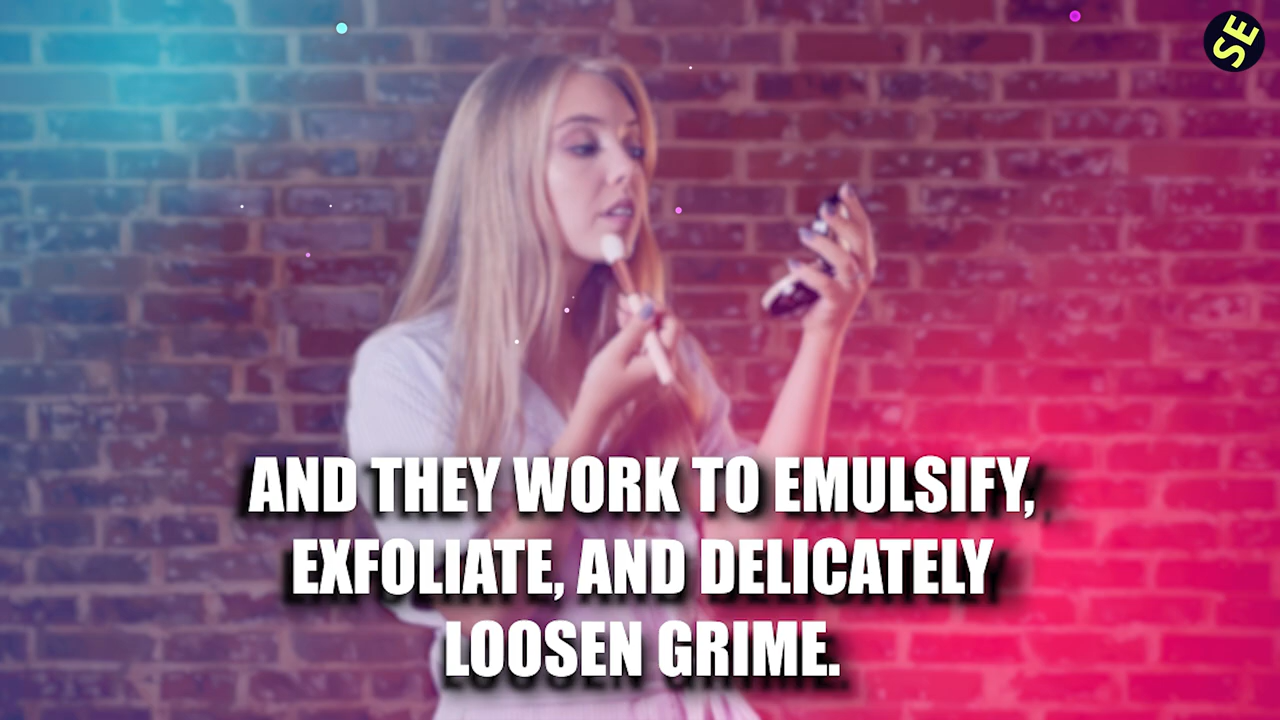 SE
AND THEY WORK TO EMULSIFY,
EXFOLIATE, AND DELICATELY
LOOSEN GRIME.